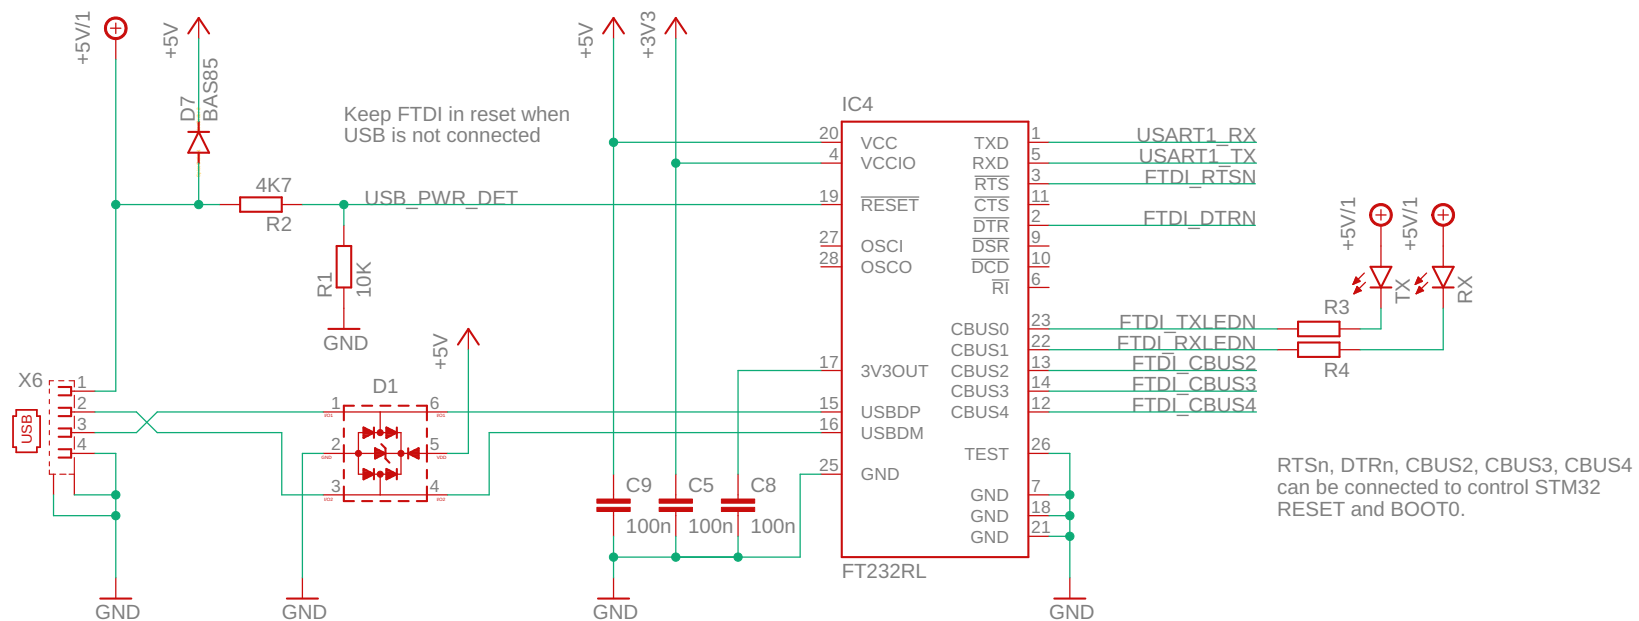 +5V/1
+5V
D7
BAS85
Keep FTDI in reset when
USB is not connected
4K7
R2
USB_PWR_DET
R1
10K
GND
+5V
+3V3
IC4
20 VCC
4 VCCIO
19 RESET
27 OSCI
28 OSCO
17 3V3OUT
15 USBDP
16 USBDM
25 GND
TXD 1 USART1_RX
RXD 5 USART1_TX
RTS 3 FTDI_RTSN
CTS 11
DTR 2 FTDI_DTRN
DSR 9
DCD 10
RI 6
CBUS0 23 FTDI_TXLEDN
CBUS1 22 FTDI_RXLEDN
CBUS2 13 FTDI_CBUS2
CBUS3 14 FTDI_CBUS3
CBUS4 12 FTDI_CBUS4
TEST 26
GND 7
GND 18
GND 21
FT232RL
GND
+5V/1
+5V/1
TX
RX
R3
R4
X6
USB
1
2
3
4
GND
+5V
D1
1 6
I/O1 I/O1
2 5
GND VDD
3 4
I/O2 I/O2
GND
C9
100n
C5
100n
C8
100n
GND
RTSn, DTRn, CBUS2, CBUS3, CBUS4
can be connected to control STM32
RESET and BOOT0.